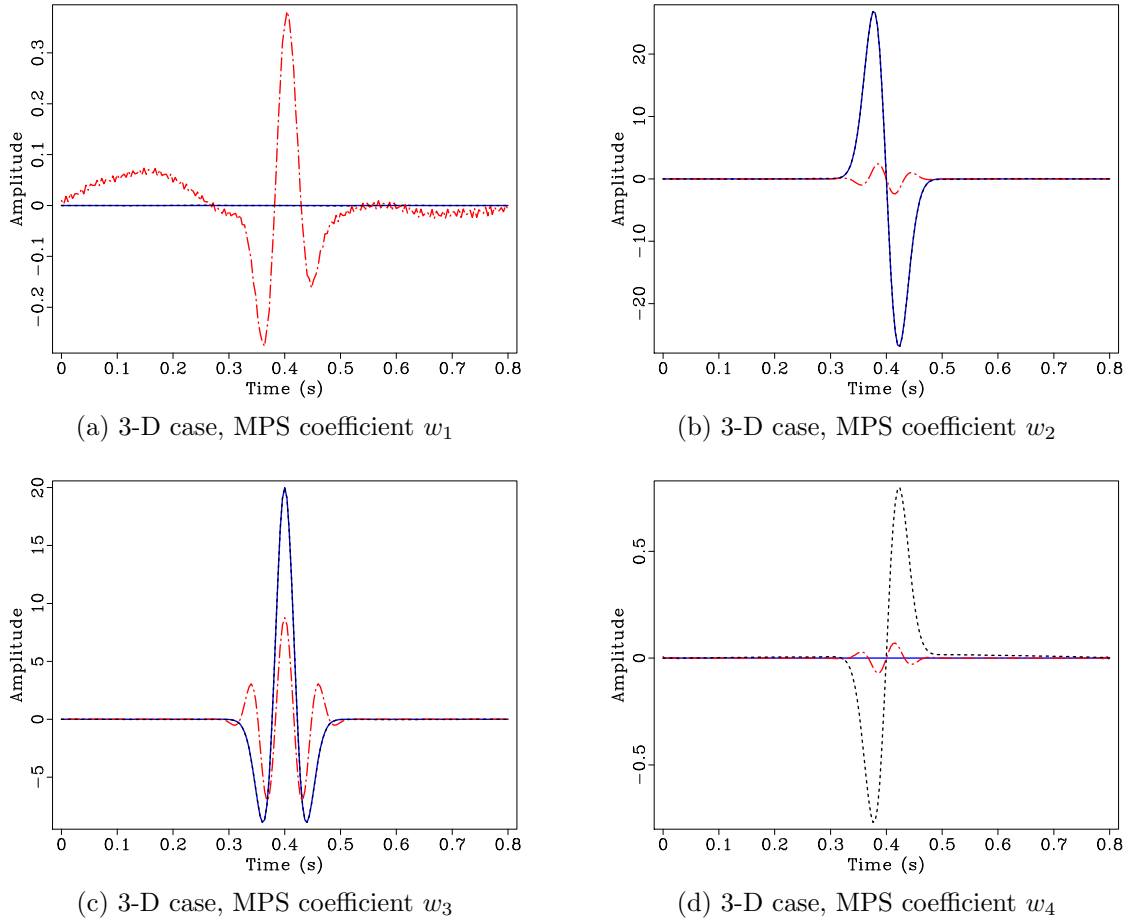 0.3
0.2
0.1
0
−0.1
−0.2
Amplitude
0 0.1 0.2 0.3 0.4 0.5 0.6 0.7 0.8
Time (s)
(a) 3-D case, MPS coefficient w₁
20
10
0
−10
−20
Amplitude
0 0.1 0.2 0.3 0.4 0.5 0.6 0.7 0.8
Time (s)
(b) 3-D case, MPS coefficient w₂
20
15
10
5
0
−5
Amplitude
0 0.1 0.2 0.3 0.4 0.5 0.6 0.7 0.8
Time (s)
(c) 3-D case, MPS coefficient w₃
0.5
0
−0.5
Amplitude
0 0.1 0.2 0.3 0.4 0.5 0.6 0.7 0.8
Time (s)
(d) 3-D case, MPS coefficient w₄